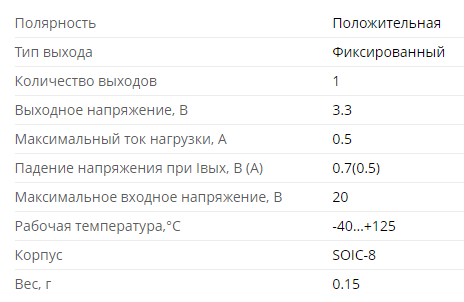 Полярность Положительная
Тип выхода Фиксированный
Количество выходов 1
Выходное напряжение, В 3.3
Максимальный ток нагрузки, А 0.5
Падение напряжения при Iвых, В (А) 0.7(0.5)
Максимальное входное напряжение, В 20
Рабочая температура,°C -40...+125
Корпус SOIC-8
Вес, г 0.15